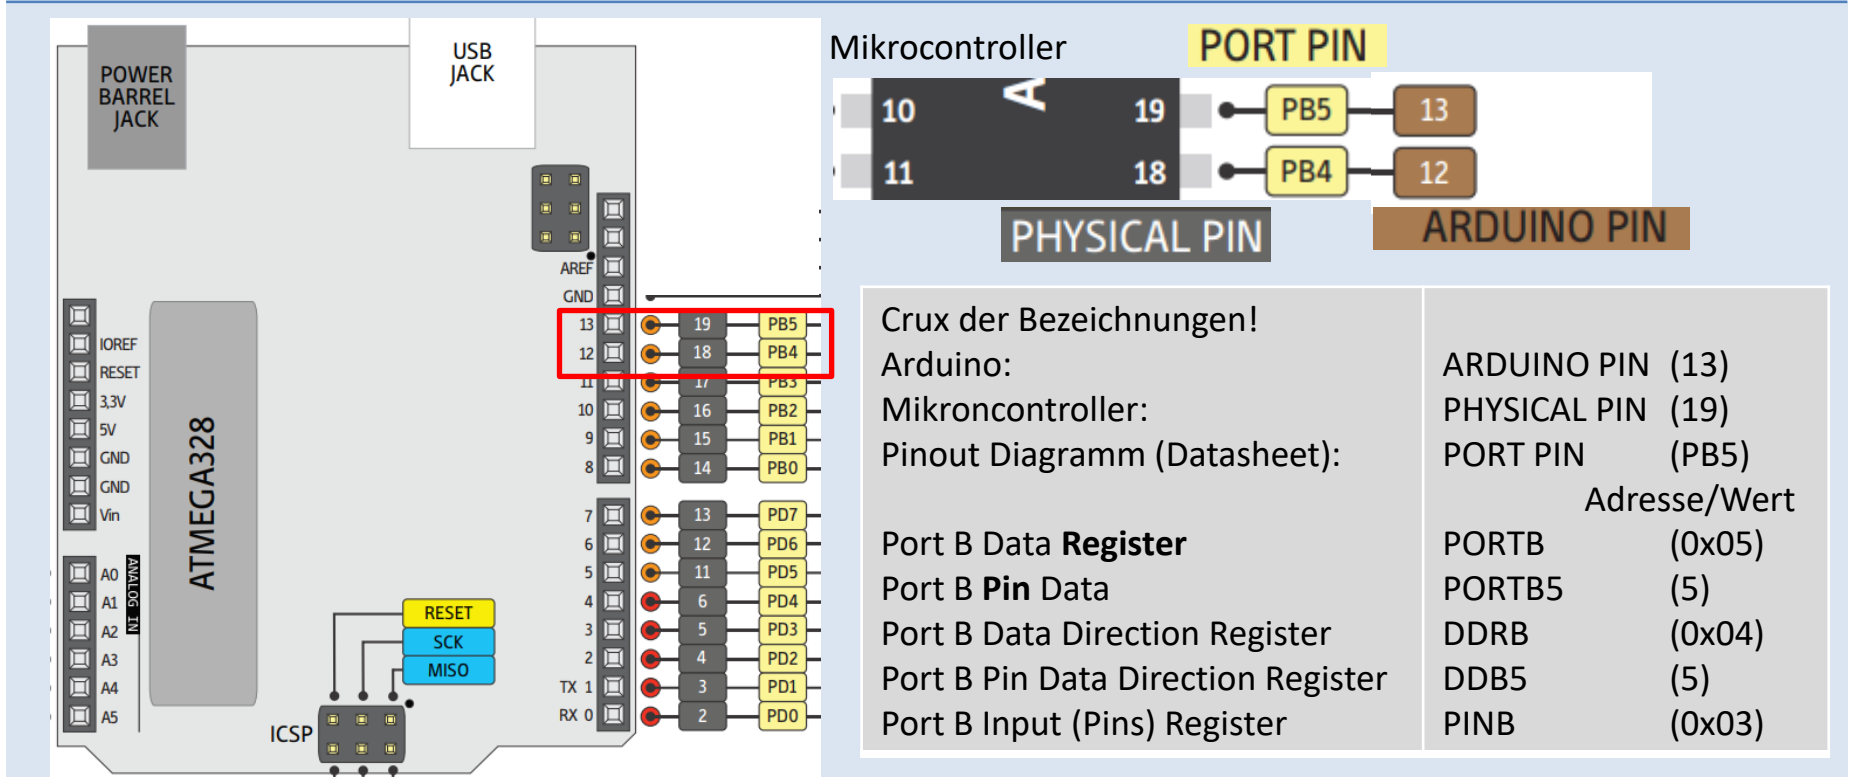 POWER
BARREL
JACK
USB
JACK
AREF
GND
13 19 PB5
12 18 PB4
11 17 PB3
10 16 PB2
9 15 PB1
8 14 PB0
7 13 PD7
6 12 PD6
5 11 PD5
4 6 PD4
3 5 PD3
2 4 PD2
TX 1 3 PD1
RX 0 2 PD0
IOREF
RESET
3,3V
5V
GND
GND
Vin
A0
A1
A2
A3
A4
A5
ANALOG IN
ATMEGA328
RESET
SCK
MISO
ICSP
Mikrocontroller PORT PIN
A
10 19 PB5 13
11 18 PB4 12
PHYSICAL PIN ARDUINO PIN
Crux der Bezeichnungen!
Arduino: ARDUINO PIN (13)
Mikroncontroller: PHYSICAL PIN (19)
Pinout Diagramm (Datasheet): PORT PIN (PB5)
Adresse/Wert
Port B Data Register PORTB (0x05)
Port B Pin Data PORTB5 (5)
Port B Data Direction Register DDRB (0x04)
Port B Pin Data Direction Register DDB5 (5)
Port B Input (Pins) Register PINB (0x03)